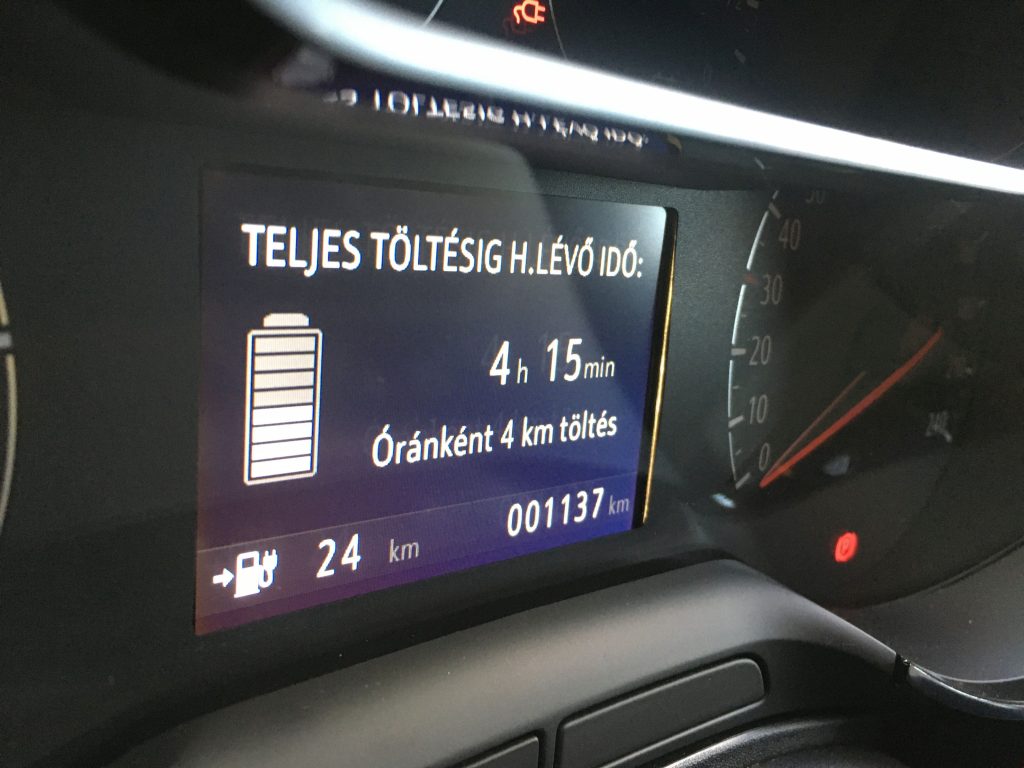 TELJES TÖLTÉSIG H.LÉVŐ IDŐ:
4 h 15 min
Óránként 4 km töltés
001137 km
24 km
50
40
30
20
10
0